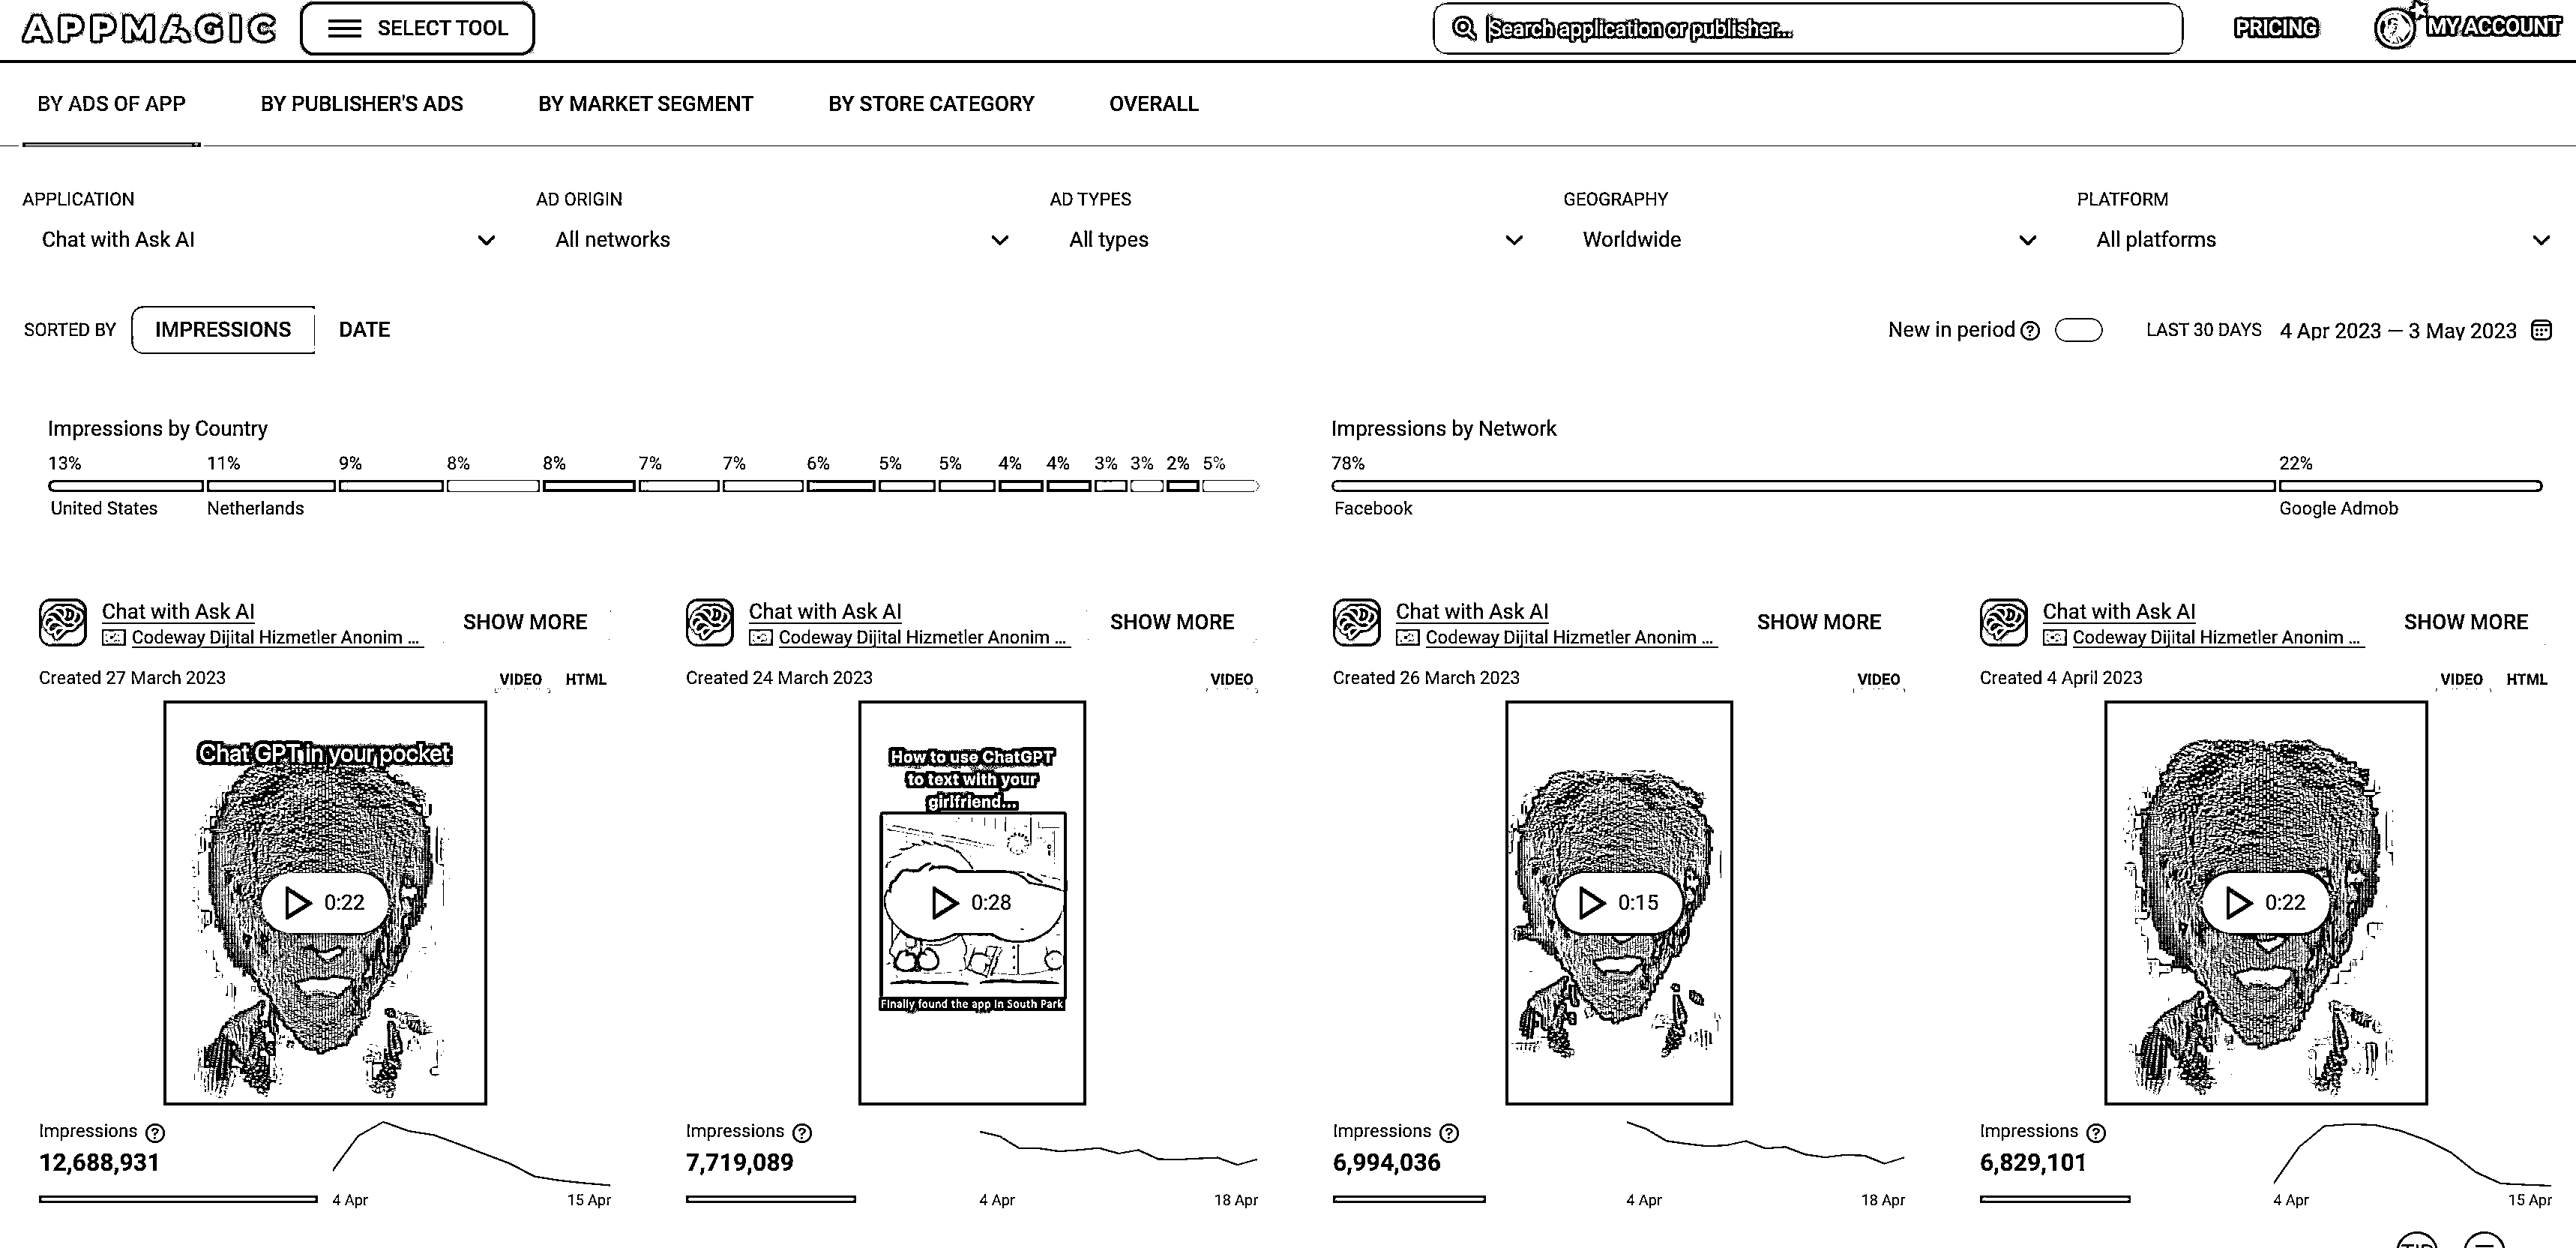 APPMAGIC SELECT TOOL Search application or publisher... PRICING MY ACCOUNT
BY ADS OF APP BY PUBLISHER'S ADS BY MARKET SEGMENT BY STORE CATEGORY OVERALL
APPLICATION AD ORIGIN AD TYPES GEOGRAPHY PLATFORM
Chat with Ask AI All networks All types Worldwide All platforms
SORTED BY IMPRESSIONS DATE New in period LAST 30 DAYS 4 Apr 2023 — 3 May 2023
Impressions by Country Impressions by Network
13% 11% 9% 8% 8% 7% 7% 6% 5% 5% 4% 4% 3% 3% 2% 5% 78% 22%
United States Netherlands Facebook Google Admob
Chat with Ask AI SHOW MORE Chat with Ask AI SHOW MORE Chat with Ask AI SHOW MORE Chat with Ask AI SHOW MORE
Codeway Dijital Hizmetler Anonim ... Codeway Dijital Hizmetler Anonim ... Codeway Dijital Hizmetler Anonim ... Codeway Dijital Hizmetler Anonim ...
Created 27 March 2023 VIDEO HTML Created 24 March 2023 VIDEO Created 26 March 2023 VIDEO Created 4 April 2023 VIDEO HTML
Chat GPT in your pocket
How to use ChatGPT
to text with your
girlfriend...
0:22 0:28 0:15 0:22
Finally found the app in South Park
Impressions Impressions Impressions Impressions
12,688,931 7,719,089 6,994,036 6,829,101
4 Apr 15 Apr 4 Apr 18 Apr 4 Apr 18 Apr 4 Apr 15 Apr